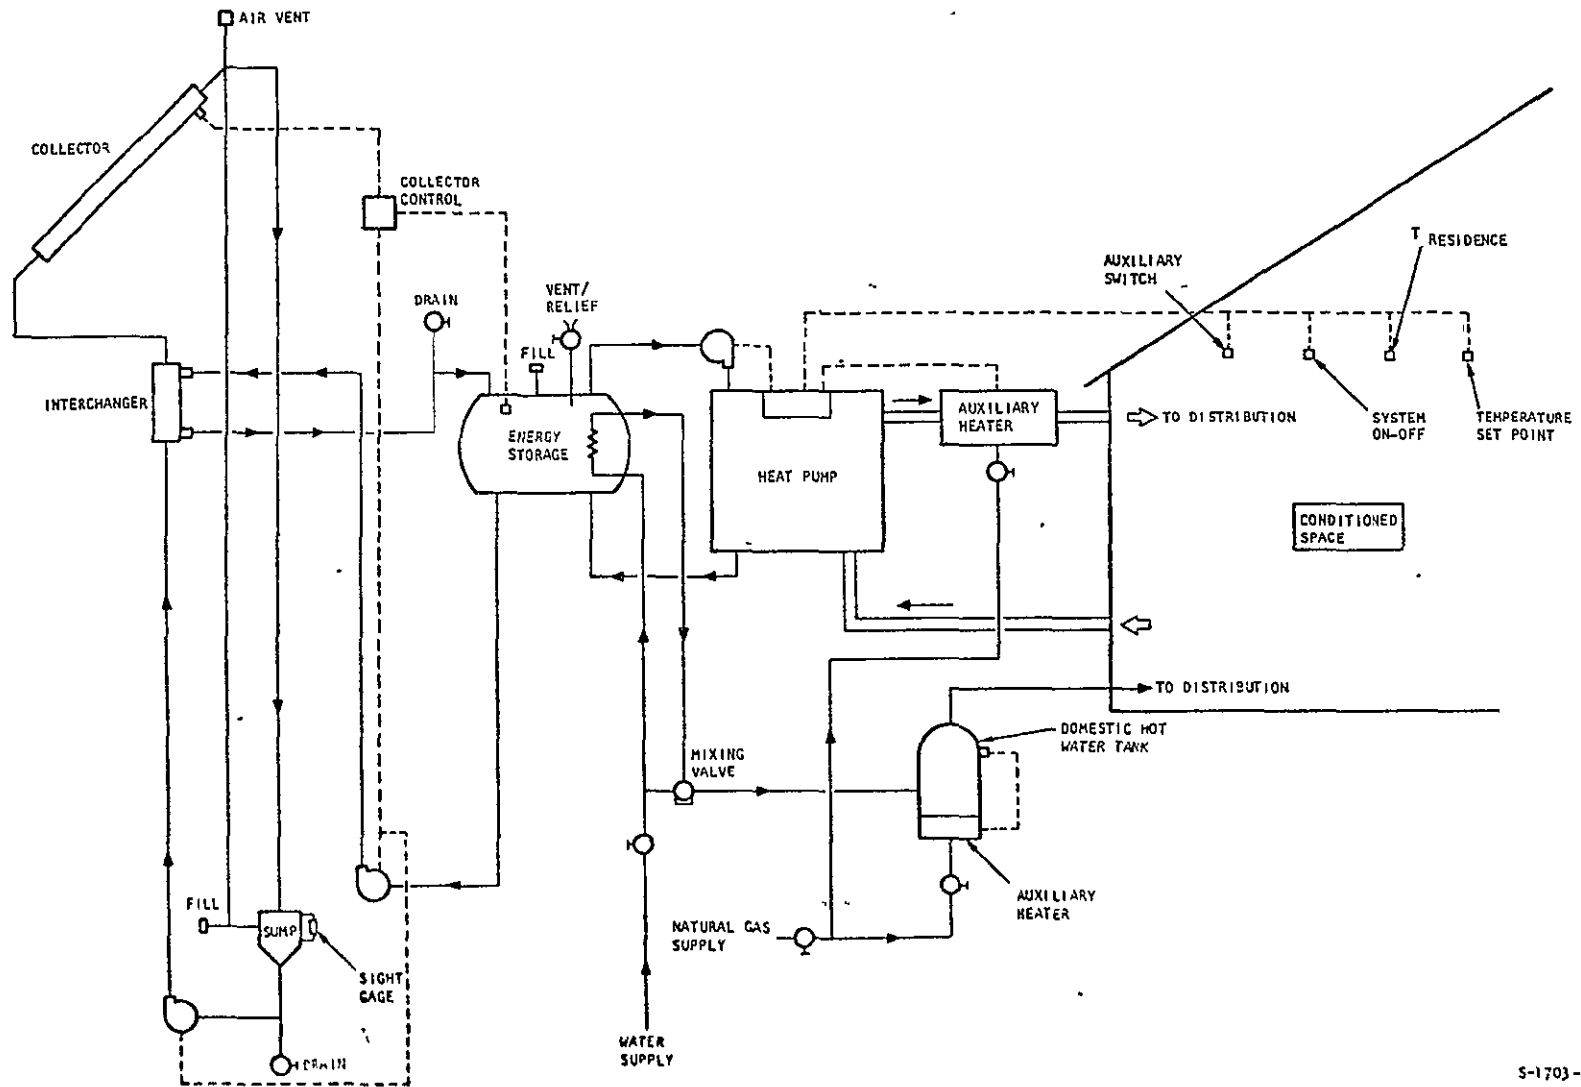 AIR VENT
COLLECTOR
COLLECTOR
CONTROL
T RESIDENCE
AUXILIARY
SWITCH
DRAIN
VENT/
RELIEF
FILL
INTERCHANGER
ENERGY
STORAGE
AUXILIARY
HEATER
TO DISTRIBUTION
SYSTEM
ON-OFF
TEMPERATURE
SET POINT
HEAT PUMP
CONDITIONED
SPACE
TO DISTRIBUTION
DOMESTIC HOT
WATER TANK
MIXING
VALVE
AUXILIARY
HEATER
FILL
SUMP
NATURAL GAS
SUPPLY
SIGHT
GAGE
WATER
SUPPLY
DRAIN
S-1703-